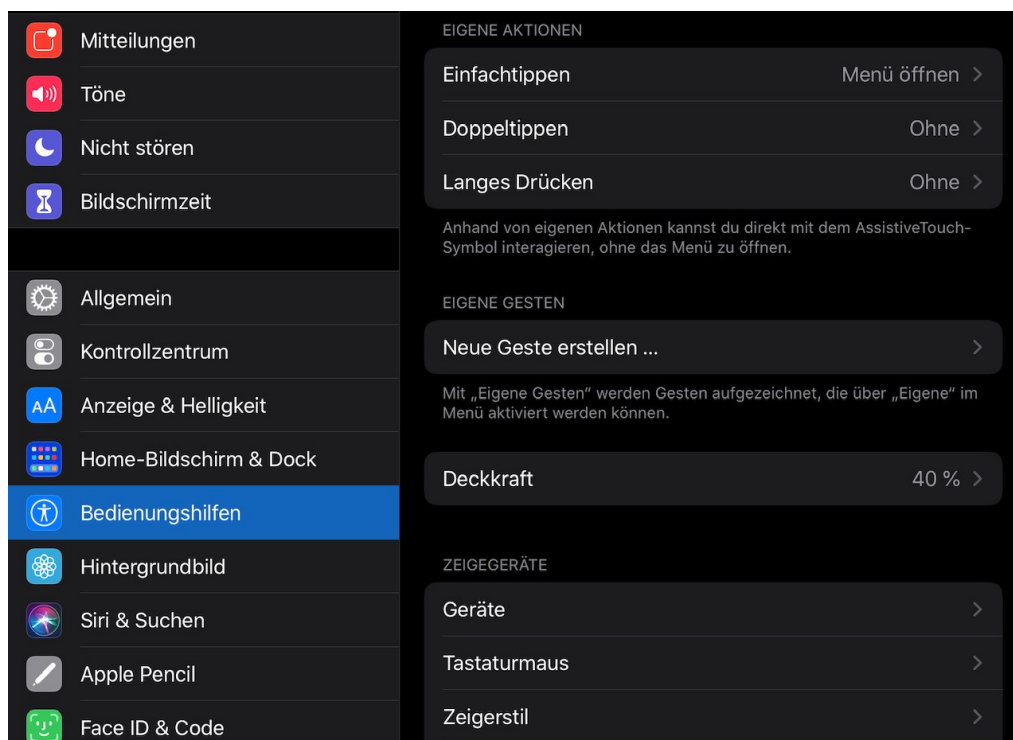 Mitteilungen
Töne
Nicht stören
Bildschirmzeit
Allgemein
Kontrollzentrum
AA
Anzeige & Helligkeit
Home-Bildschirm & Dock
Bedienungshilfen
Hintergrundbild
Siri & Suchen
Apple Pencil
Face ID & Code
EIGENE AKTIONEN
Einfachtippen Menü öffnen
Doppeltippen Ohne
Langes Drücken Ohne
Anhand von eigenen Aktionen kannst du direkt mit dem AssistiveTouch-
Symbol interagieren, ohne das Menü zu öffnen.
EIGENE GESTEN
Neue Geste erstellen ...
Mit „Eigene Gesten“ werden Gesten aufgezeichnet, die über „Eigene“ im
Menü aktiviert werden können.
Deckkraft 40 %
ZEIGEGERÄTE
Geräte
Tastaturmaus
Zeigerstil